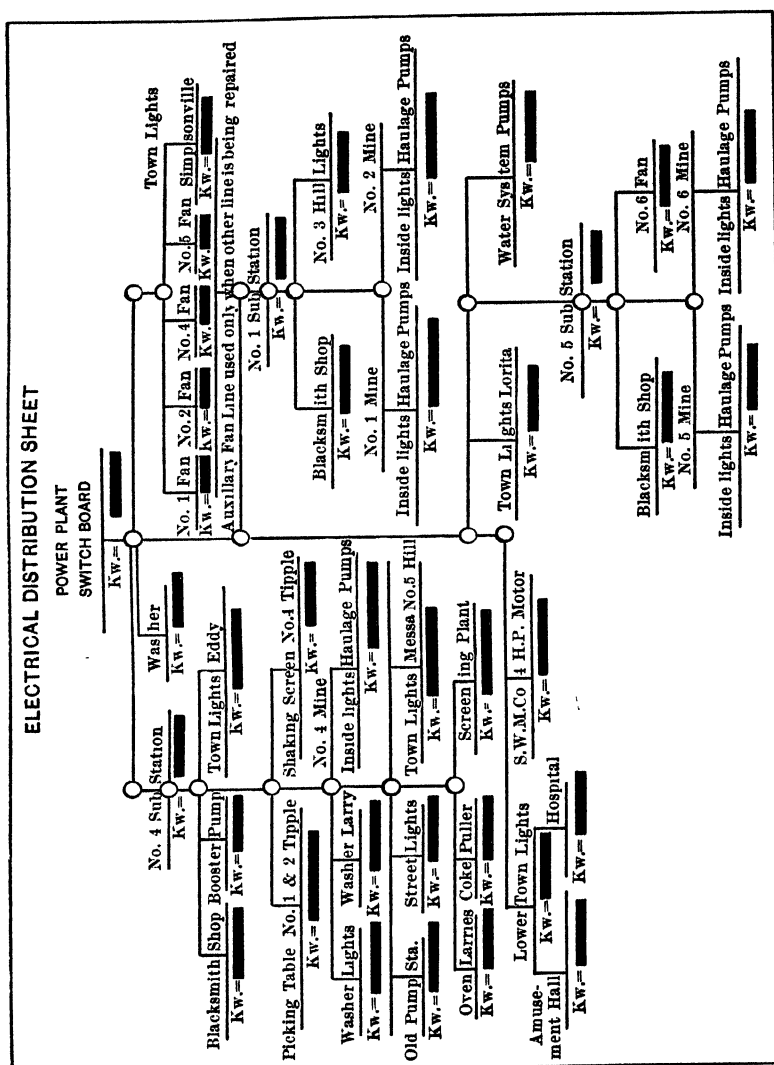 ELECTRICAL DISTRIBUTION SHEET
POWER PLANT
SWITCH BOARD
Kw.=
Washer
Kw.=
Town Lights
No. 1 Fan No. 2 Fan No. 4 Fan No. 5 Fan Simpsonville
Kw.= Kw.= Kw.= Kw.= Kw.=
Auxiliary Fan Line used only when other line is being repaired
No. 4 Sub Station
Kw.=
Blacksmith Shop Booster Pump Town Lights Eddy
Kw.= Kw.= Kw.=
Picking Table No. 1 & 2 Tipple Shaking Screen No.4 Tipple
Kw.= Kw.=
No. 4 Mine
Washer Lights Washer Larry Inside lights Haulage Pumps
Kw.= Kw.= Kw.=
Old Pump Sta. Street Lights Town Lights Messa No.5 Hill
Kw.= Kw.= Kw.=
Oven Larries Coke Puller Screening Plant
Kw.= Kw.= Kw.=
No. 1 Sub Station
Kw.=
Blacksmith Shop No. 3 Hill Lights
Kw.= Kw.=
No. 1 Mine No. 2 Mine
Inside lights Haulage Pumps Inside lights Haulage Pumps
Kw.= Kw.=
Town Lights Lorita Water System Pumps
Kw.=
Lower Town Lights S.W.M.Co 4 H.P. Motor
Kw.= Kw.=
Amuse-
ment Hall Hospital
Kw.= Kw.=
No. 5 Sub Station
Kw.=
Blacksmith Shop No.6 Fan
Kw.= Kw.=
No. 5 Mine No. 6 Mine
Inside lights Haulage Pumps Inside lights Haulage Pumps
Kw.= Kw.=